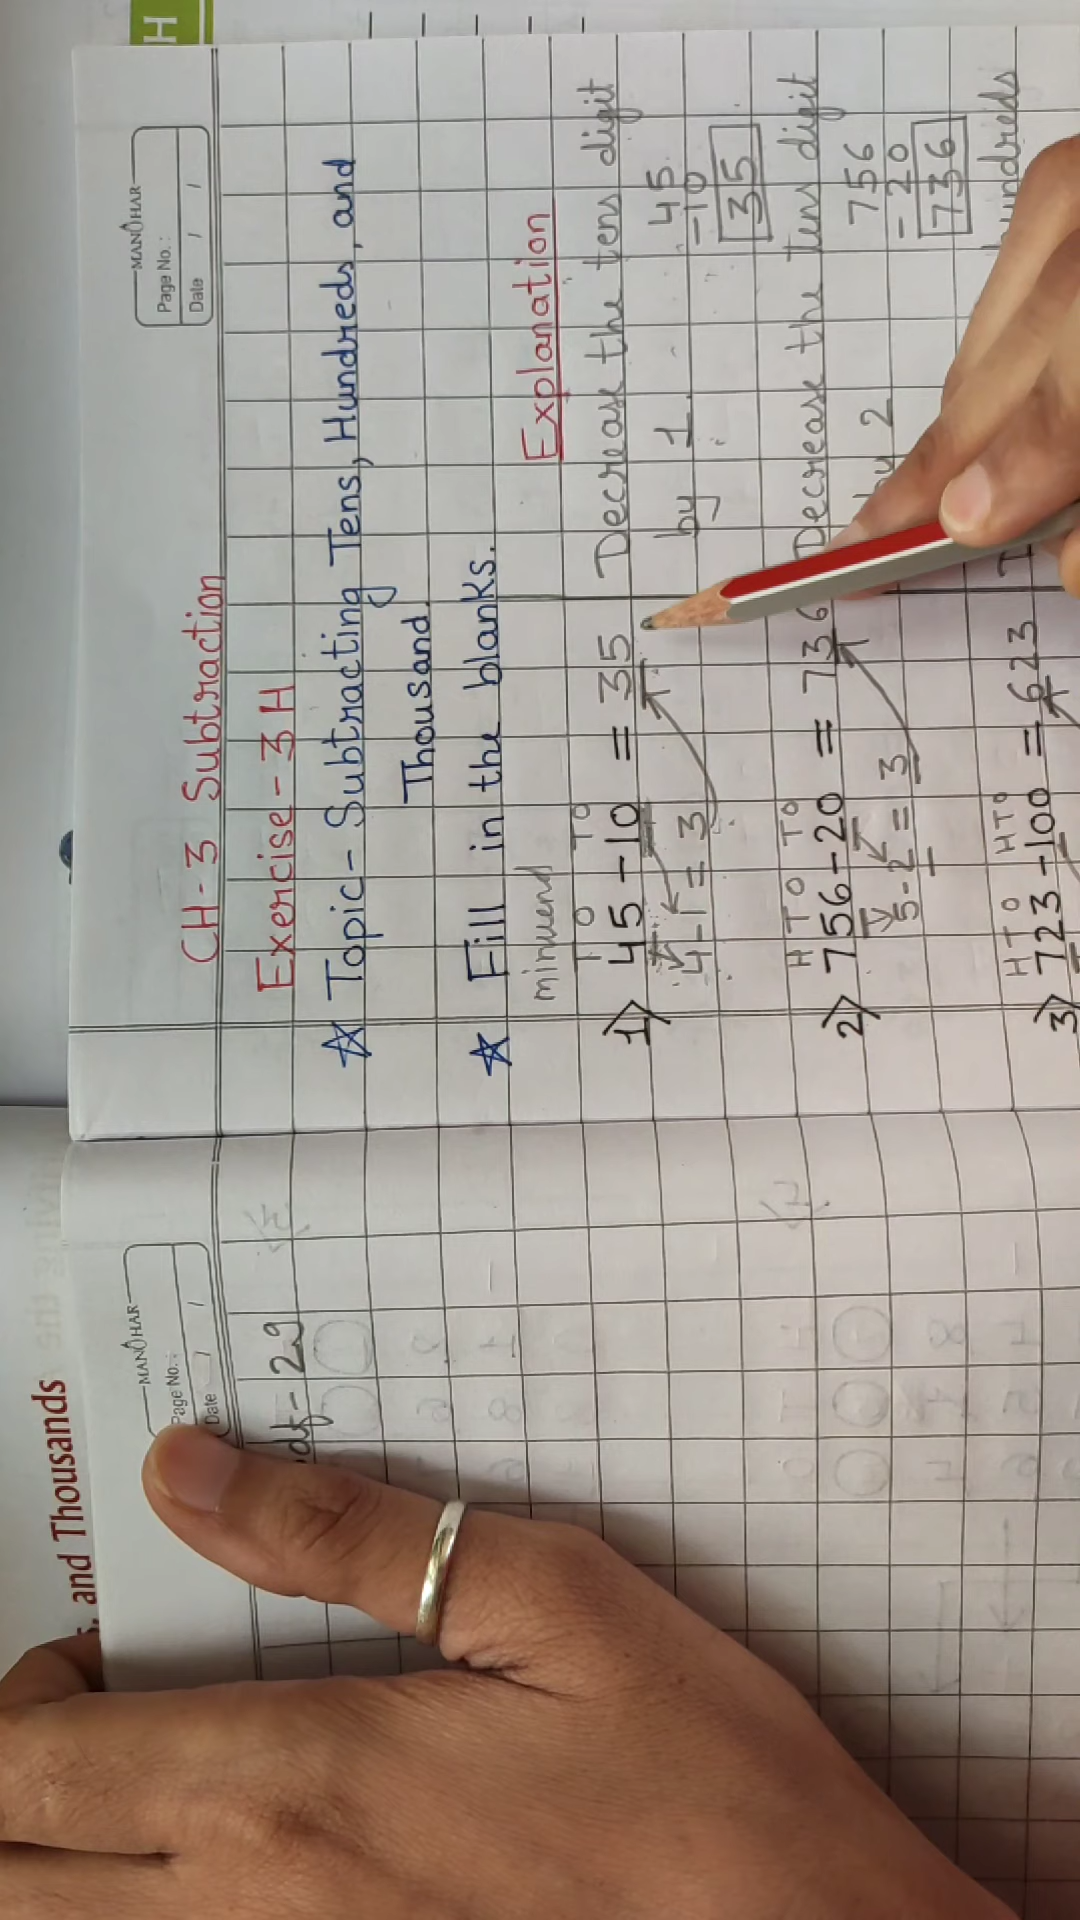 H
MANOHAR
Page No. :
Date / /
CH-3 Subtraction
Exercise-3H
☆ Topic- Subtracting Tens, Hundreds, and
Thousand.
☆ Fill in the blanks.
minuend
Explanation
T O T O
1> 45-10 = 35 Decrease the tens digit
4-1= 3 by 1.
45
-10
35
H T O T O
2> 756-20 = 736 Decrease the tens digit
5-2=3 by 2
756
- 20
736
H T O H T O
3> 723-100 = 623
hundreds
MANOHAR
Page No. :
Date / /
- 29
, and Thousands